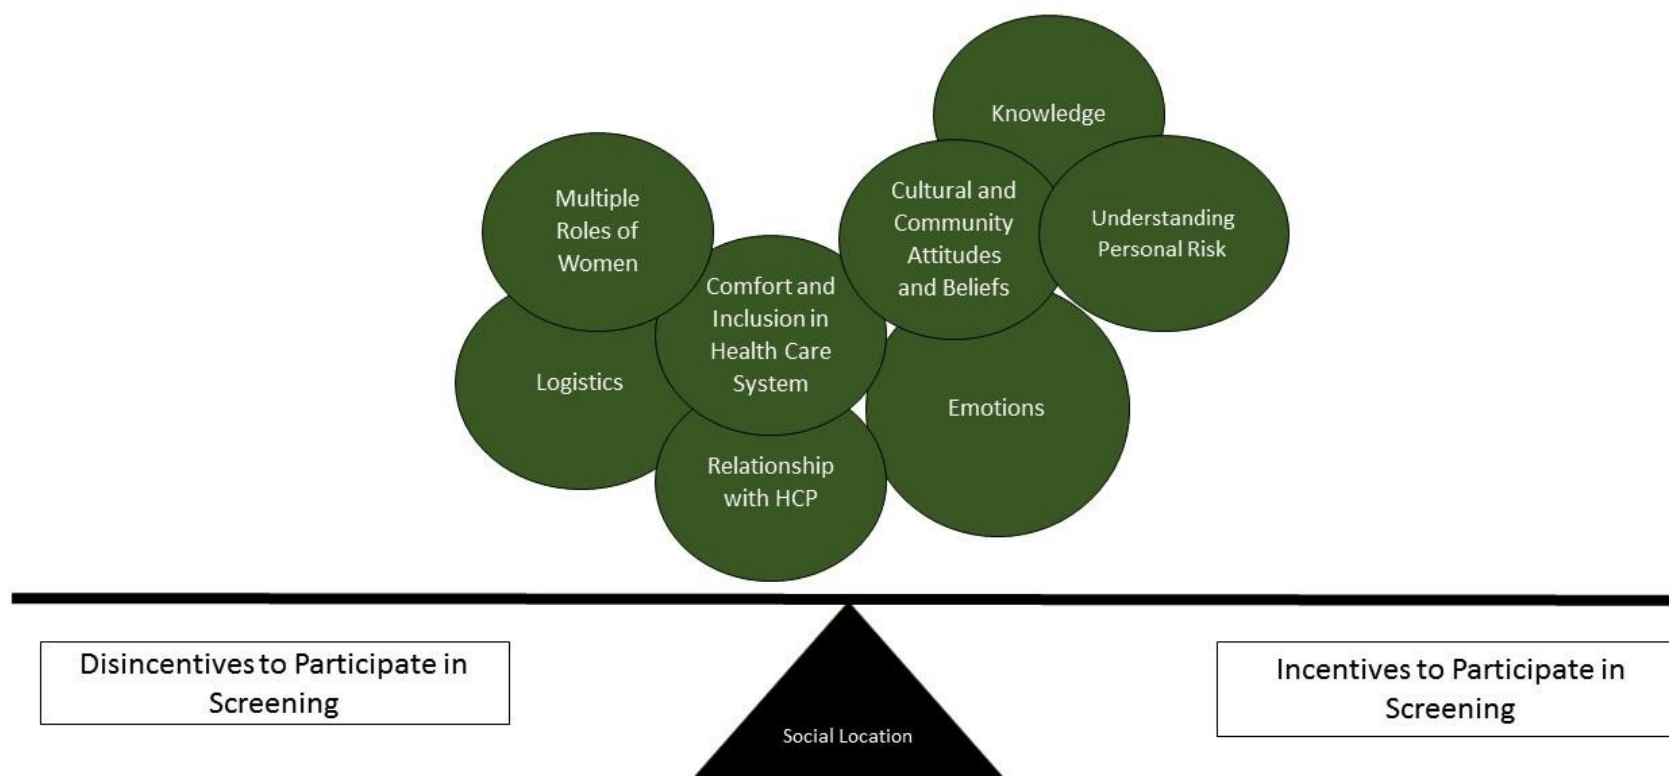 Knowledge
Multiple
Roles of
Women
Cultural and
Community
Attitudes
and Beliefs
Understanding
Personal Risk
Comfort and
Inclusion in
Health Care
System
Logistics
Emotions
Relationship
with HCP
Disincentives to Participate in
Screening
Incentives to Participate in
Screening
Social Location